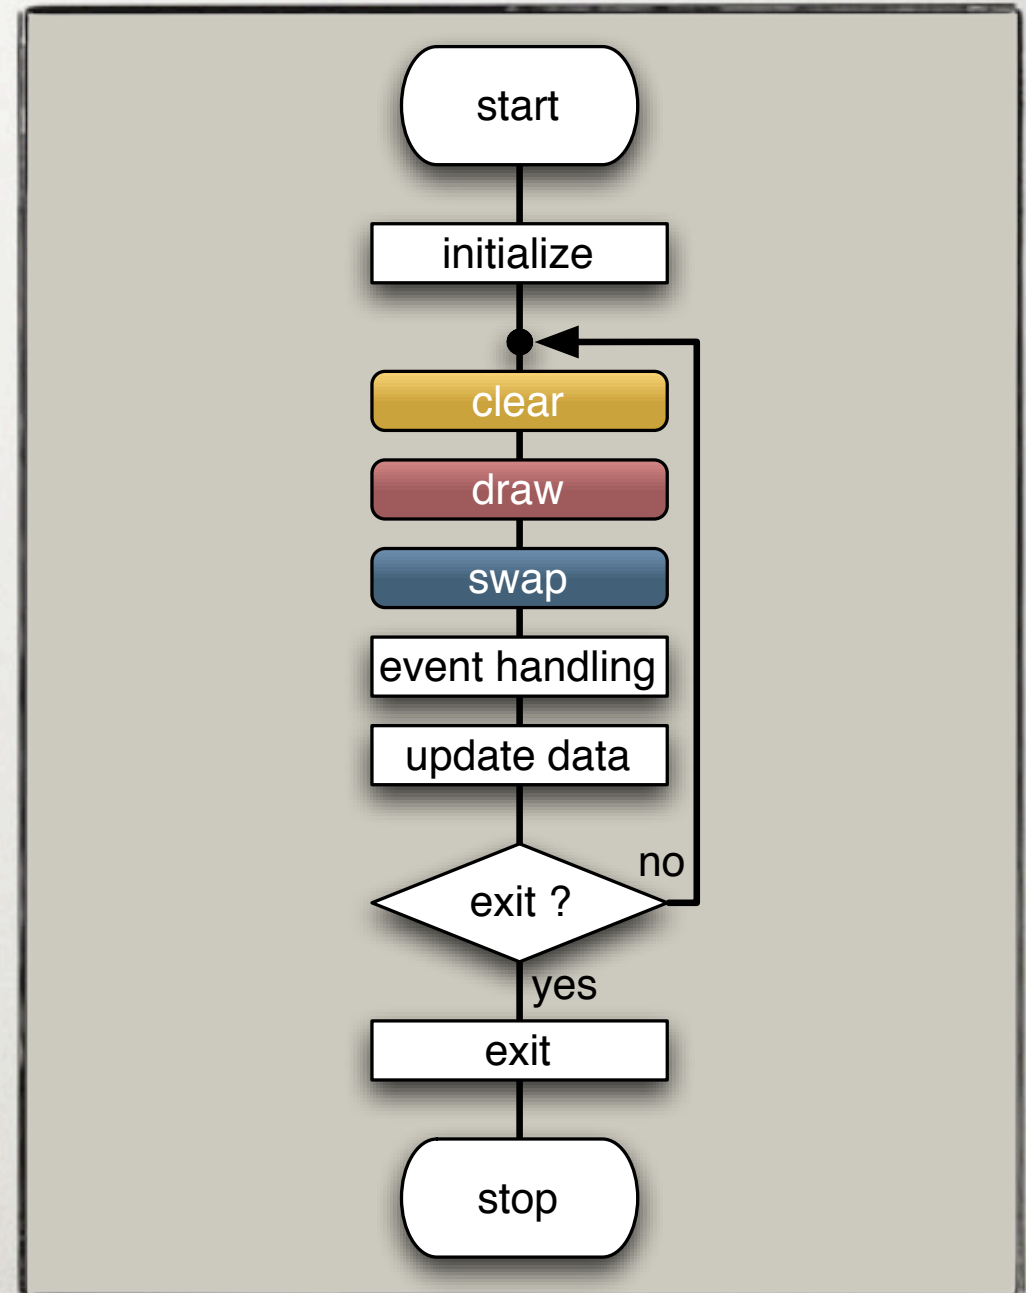 start
initialize
clear
draw
swap
event handling
update data
no
exit ?
yes
exit
stop